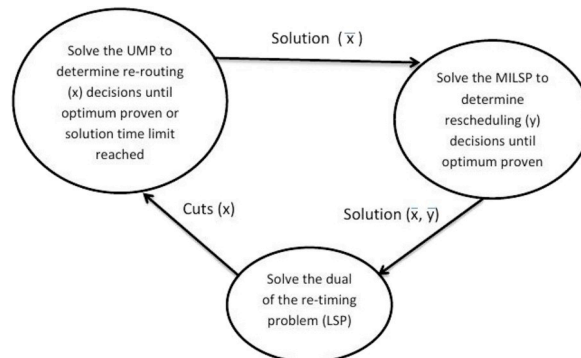 Solve the UMP to
determine re-routing
(x) decisions until
optimum proven or
solution time limit
reached
Solution (x̅)
Solve the MILSP to
determine
rescheduling (y)
decisions until
optimum proven
Cuts (x)
Solution (x̅, y̅)
Solve the dual
of the re-timing
problem (LSP)